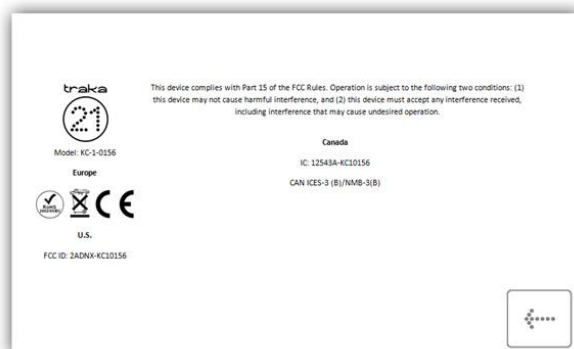 traka
21
Model: KC-1-0156
Europe
CE
U.S.
FCC ID: 2ADNX-KC10156
This device complies with Part 15 of the FCC Rules. Operation is subject to the following two conditions: (1)
this device may not cause harmful interference, and (2) this device must accept any interference received,
including interference that may cause undesired operation.
Canada
IC: 12543A-KC10156
CAN ICES-3 (B)/NMB-3(B)